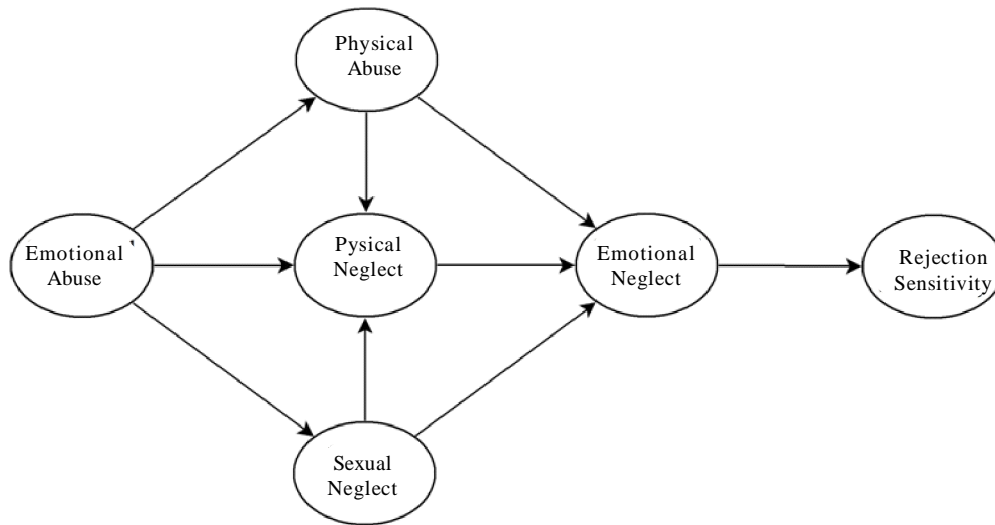 Physical
Abuse
Emotional
Abuse
Pysical
Neglect
Emotional
Neglect
Rejection
Sensitivity
Sexual
Neglect